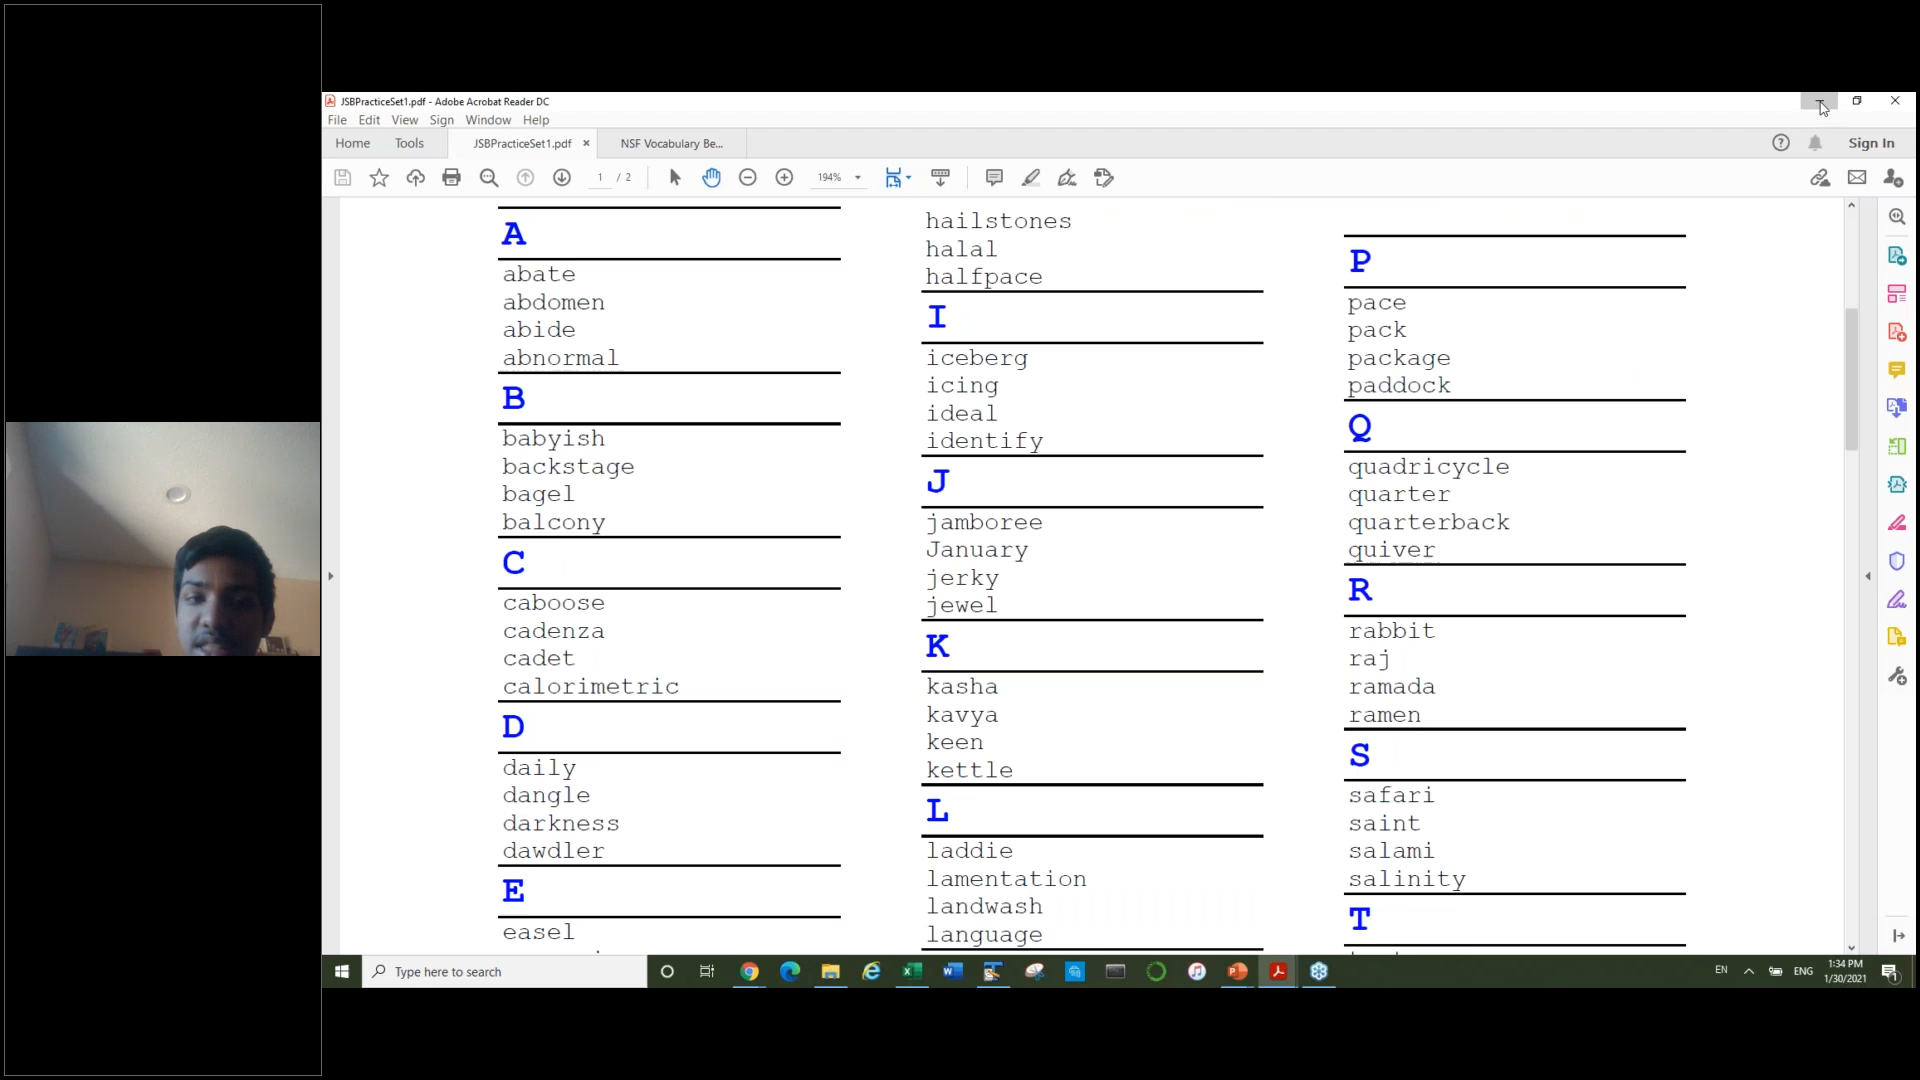 JSBPracticeSet1.pdf - Adobe Acrobat Reader DC
File Edit View Sign Window Help
Home Tools JSBPracticeSet1.pdf × NSF Vocabulary Be... Sign In
1 / 2 194%
A
abate
abdomen
abide
abnormal
B
babyish
backstage
bagel
balcony
C
caboose
cadenza
cadet
calorimetric
D
daily
dangle
darkness
dawdler
E
easel
hailstones
halal
halfpace
I
iceberg
icing
ideal
identify
J
jamboree
January
jerky
jewel
K
kasha
kavya
keen
kettle
L
laddie
lamentation
landwash
language
P
pace
pack
package
paddock
Q
quadricycle
quarter
quarterback
quiver
R
rabbit
raj
ramada
ramen
S
safari
saint
salami
salinity
T
Type here to search
EN ENG 1:34 PM
1/30/2021
1